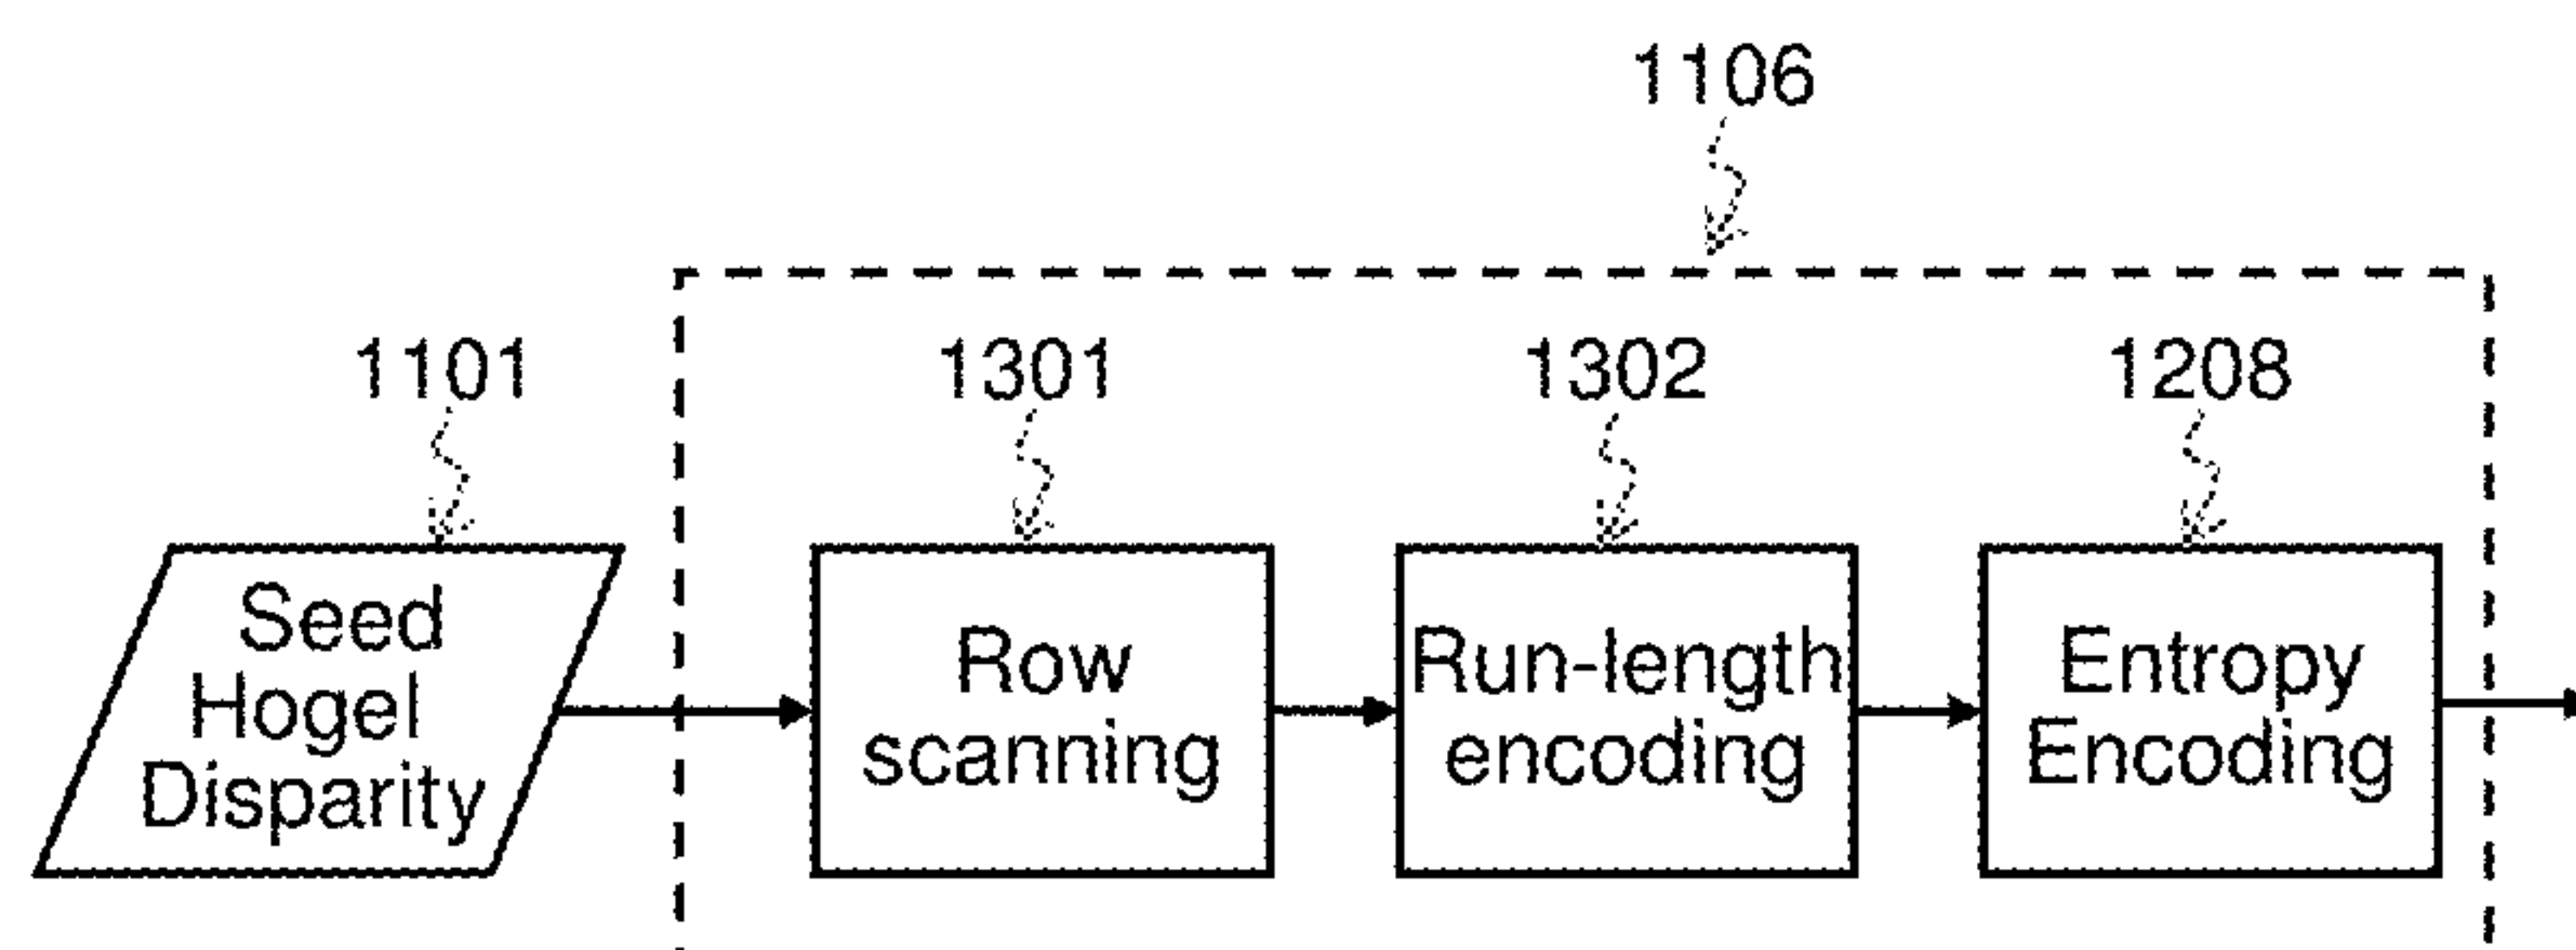 1106
1101
1301
1302
1208
Seed
Hogel
Disparity
Row
scanning
Run-length
encoding
Entropy
Encoding